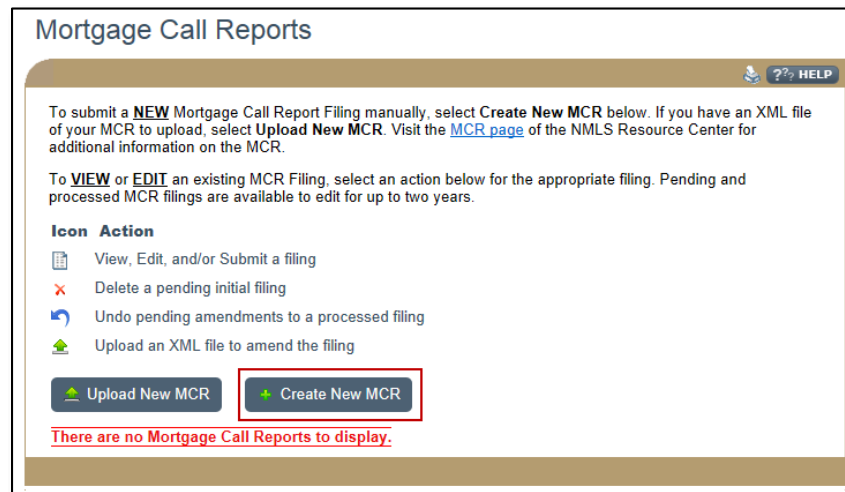 Mortgage Call Reports
??? HELP
To submit a NEW Mortgage Call Report Filing manually, select Create New MCR below. If you have an XML file
of your MCR to upload, select Upload New MCR. Visit the MCR page of the NMLS Resource Center for
additional information on the MCR.
To VIEW or EDIT an existing MCR Filing, select an action below for the appropriate filing. Pending and
processed MCR filings are available to edit for up to two years.
Icon Action
View, Edit, and/or Submit a filing
Delete a pending initial filing
Undo pending amendments to a processed filing
Upload an XML file to amend the filing
Upload New MCR
Create New MCR
There are no Mortgage Call Reports to display.